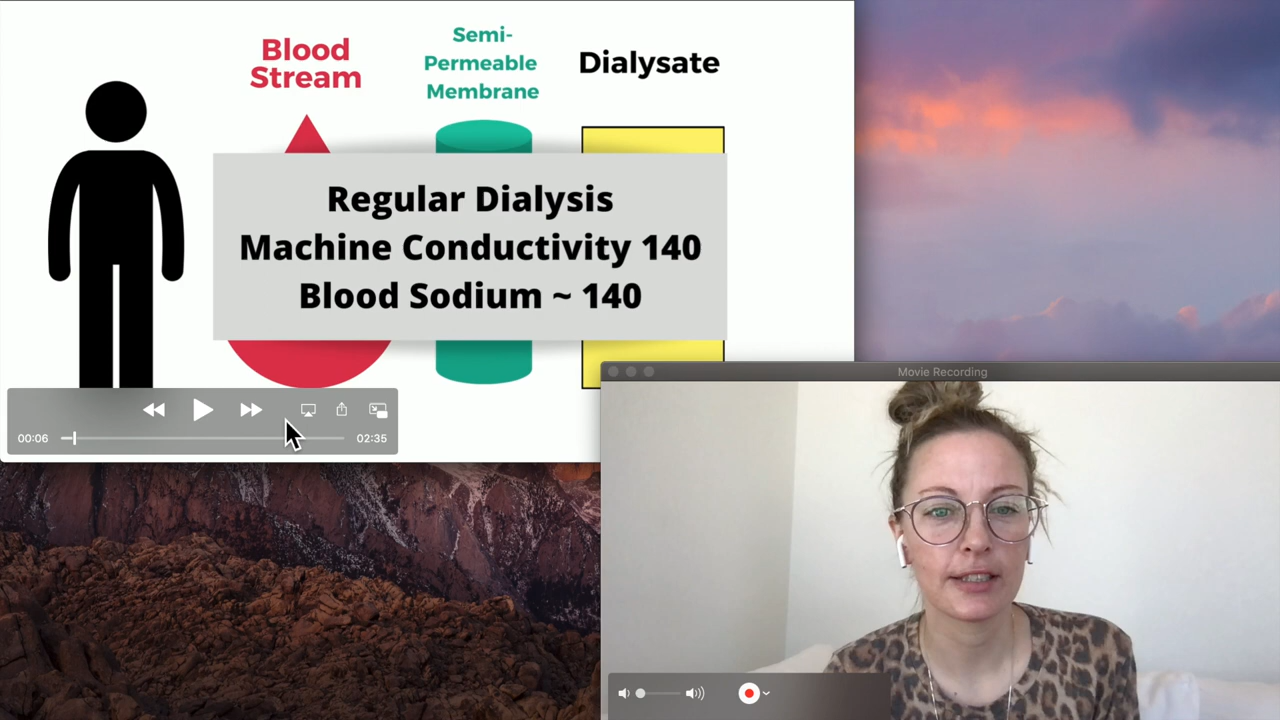 Blood
Stream
Semi-
Permeable
Membrane
Dialysate
Regular Dialysis
Machine Conductivity 140
Blood Sodium ~ 140
00:06
02:35
Movie Recording